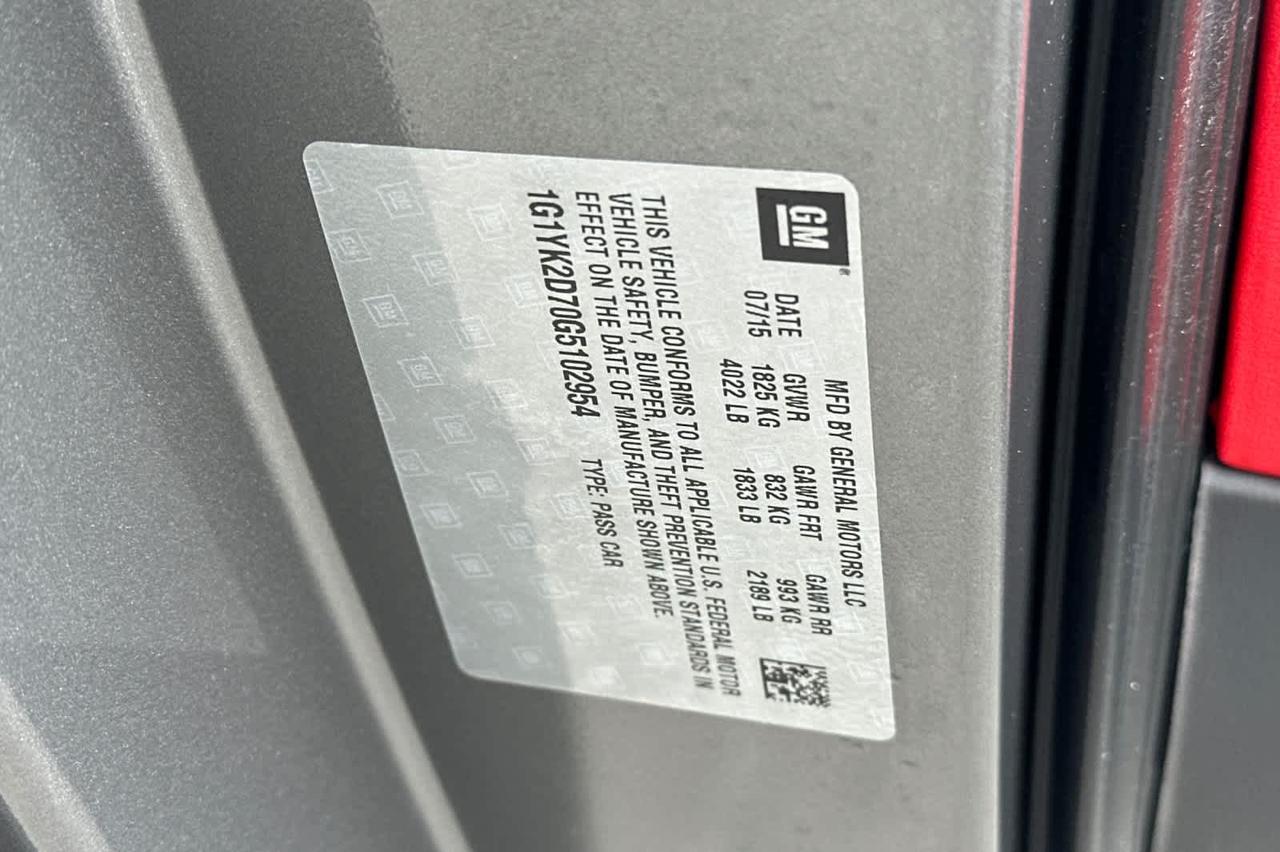 GM
MFD BY GENERAL MOTORS LLC
DATE GVWR GAWR FRT GAWR RR
07/15 1825 KG 832 KG 993 KG
4022 LB 1833 LB 2189 LB
THIS VEHICLE CONFORMS TO ALL APPLICABLE U.S. FEDERAL MOTOR
VEHICLE SAFETY, BUMPER, AND THEFT PREVENTION STANDARDS IN
EFFECT ON THE DATE OF MANUFACTURE SHOWN ABOVE.
1G1YK2D70G5102954 TYPE: PASS CAR